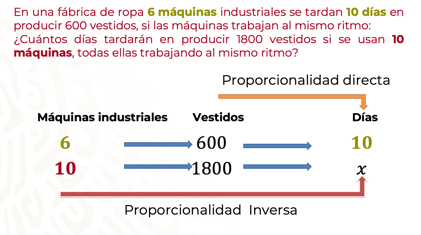 En una fábrica de ropa 6 máquinas industriales se tardan 10 días en
producir 600 vestidos, si las máquinas trabajan al mismo ritmo:
¿Cuántos días tardarán en producir 1800 vestidos si se usan 10
máquinas, todas ellas trabajando al mismo ritmo?
Proporcionalidad directa
Máquinas industriales Vestidos Días
6 600 10
10 1800 x
Proporcionalidad Inversa